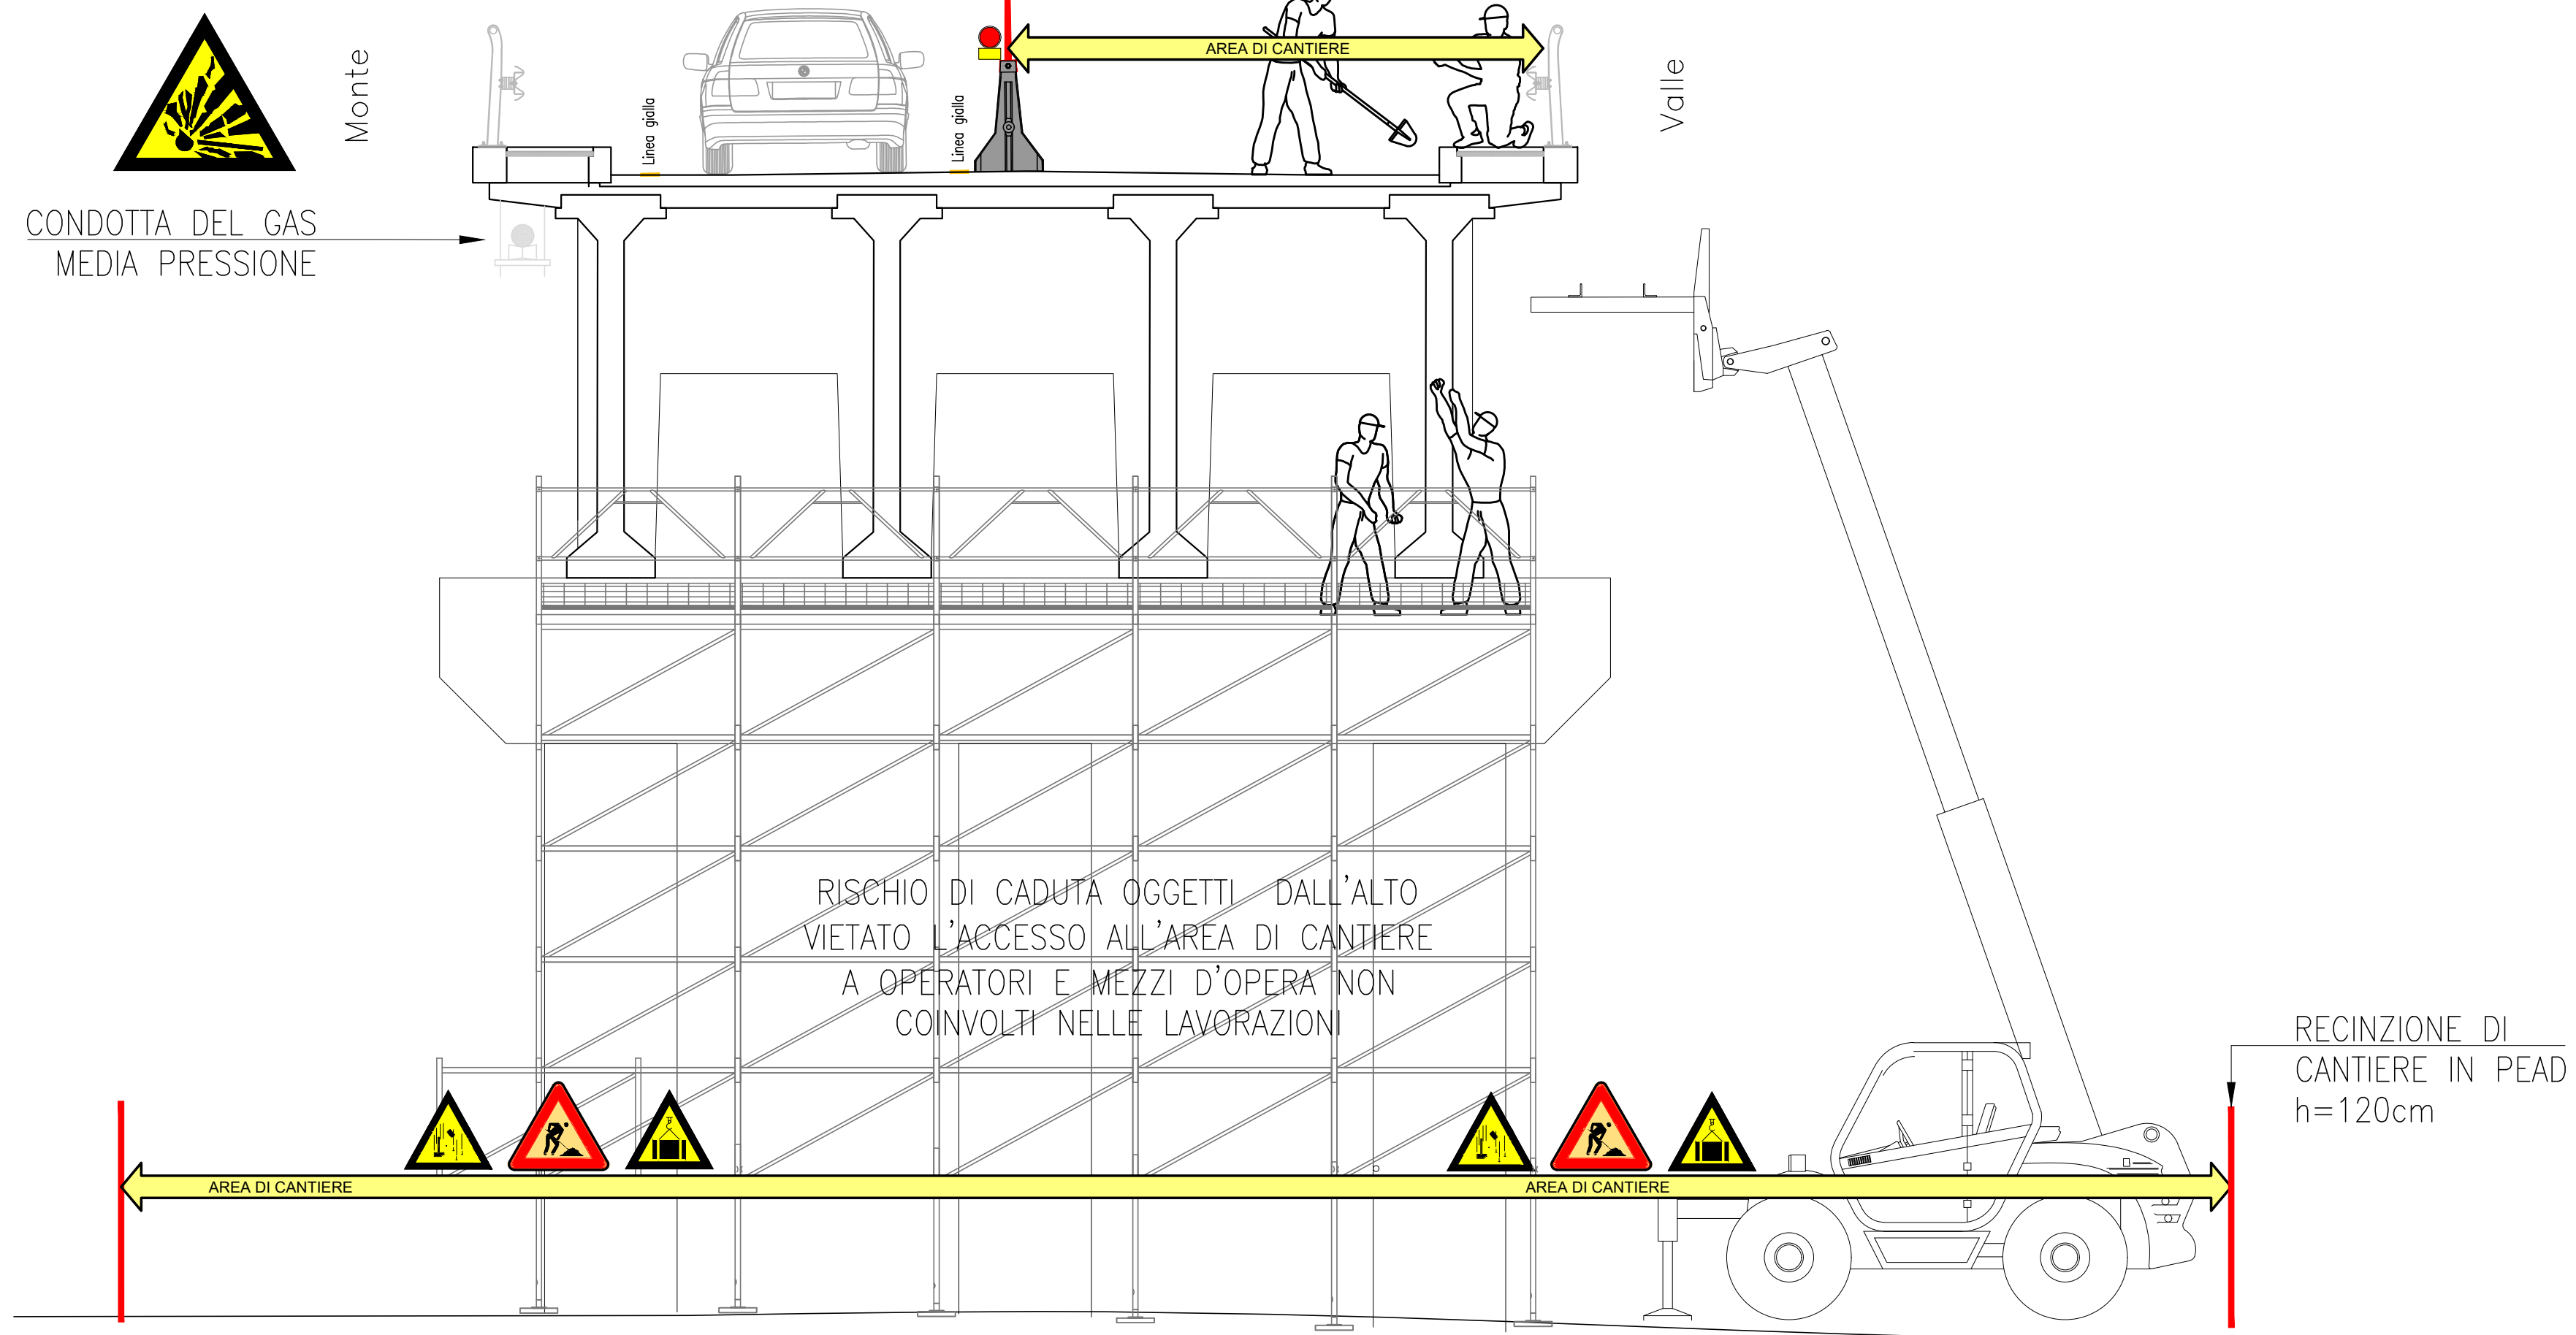 AREA DI CANTIERE
Monte
Valle
Linea gialla
Linea gialla
CONDOTTA DEL GAS
MEDIA PRESSIONE
RISCHIO DI CADUTA OGGETTI DALL'ALTO
VIETATO L'ACCESSO ALL'AREA DI CANTIERE
A OPERATORI E MEZZI D'OPERA NON
COINVOLTI NELLE LAVORAZIONI
RECINZIONE DI
CANTIERE IN PEAD
h=120cm
AREA DI CANTIERE
AREA DI CANTIERE